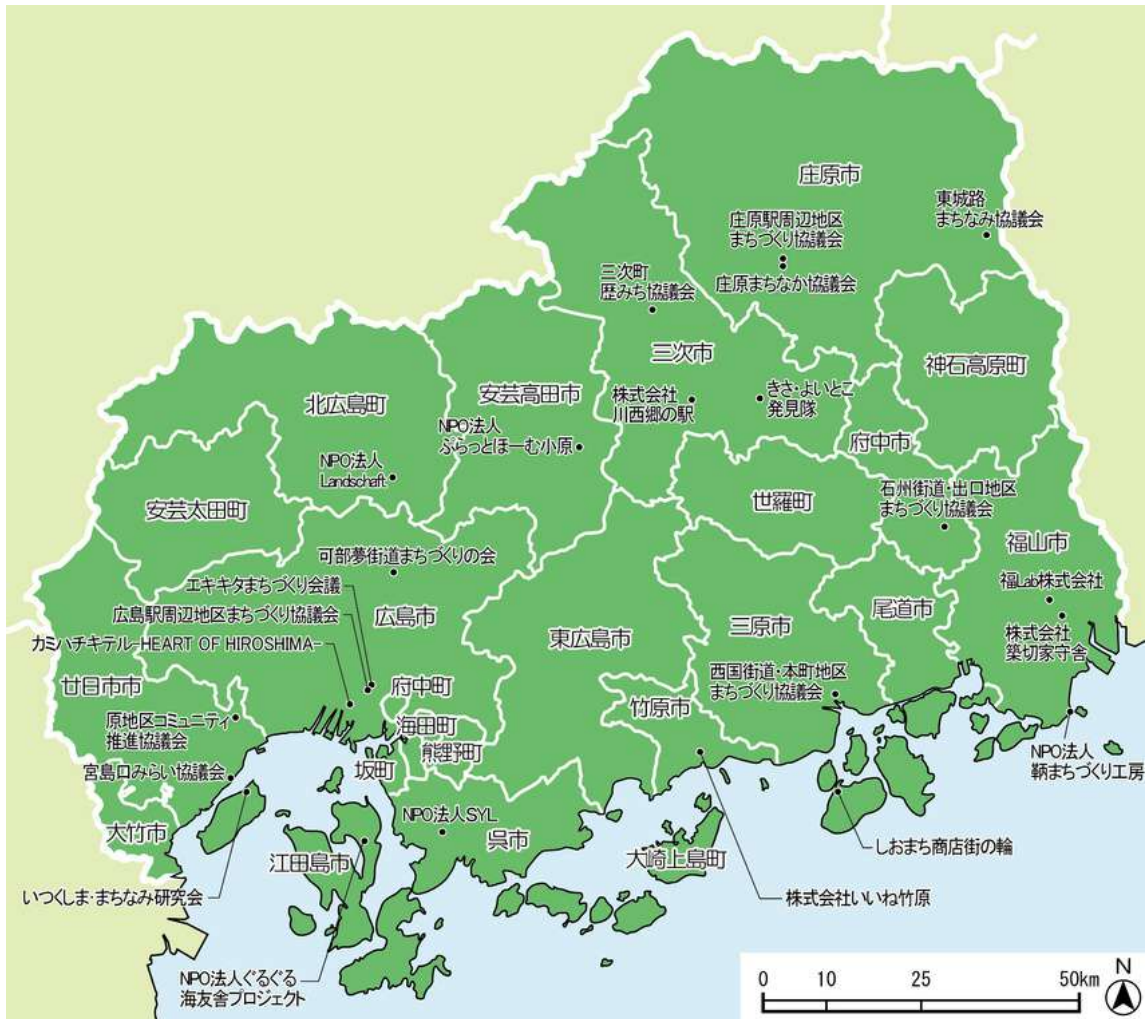 庄原市
東城路
まちなみ協議会
庄原駅周辺地区
まちづくり協議会
庄原まちなか協議会
三次町
歴みち協議会
三次市
神石高原町
安芸高田市
北広島町
株式会社
川西郷の駅
きさ・よいとこ
発見隊
府中市
NPO法人
ふらっとほーむ小原
NPO法人
Landschaft
安芸太田町
世羅町
石州街道・出口地区
まちづくり協議会
福山市
可部夢街道まちづくりの会
エキキタまちづくり会議
広島駅周辺地区まちづくり協議会
カミハチキテル-HEART OF HIROSHIMA-
広島市
東広島市
三原市
尾道市
福Lab株式会社
株式会社
築切家守舎
廿日市市
府中町
西国街道・本町地区
まちづくり協議会
竹原市
原地区コミュニティ
推進協議会
海田町
熊野町
坂町
宮島口みらい協議会
NPO法人
鞆まちづくり工房
大竹市
NPO法人SYL
呉市
江田島市
大崎上島町
しおまち商店街の輪
いつくしま・まちなみ研究会
株式会社いいね竹原
NPO法人ぐるぐる
海友舎プロジェクト
0 10 25 50km
N